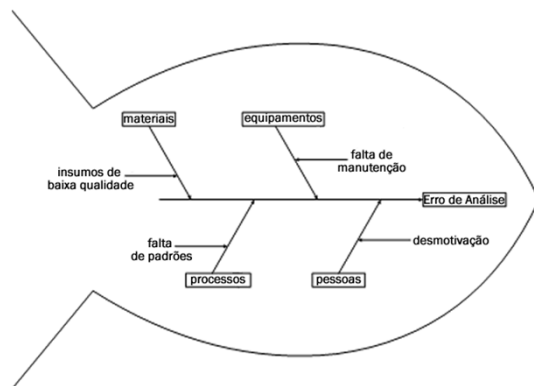 materiais
equipamentos
insumos de
baixa qualidade
falta de
manutenção
Erro de Análise
falta
de padrões
desmotivação
processos
pessoas